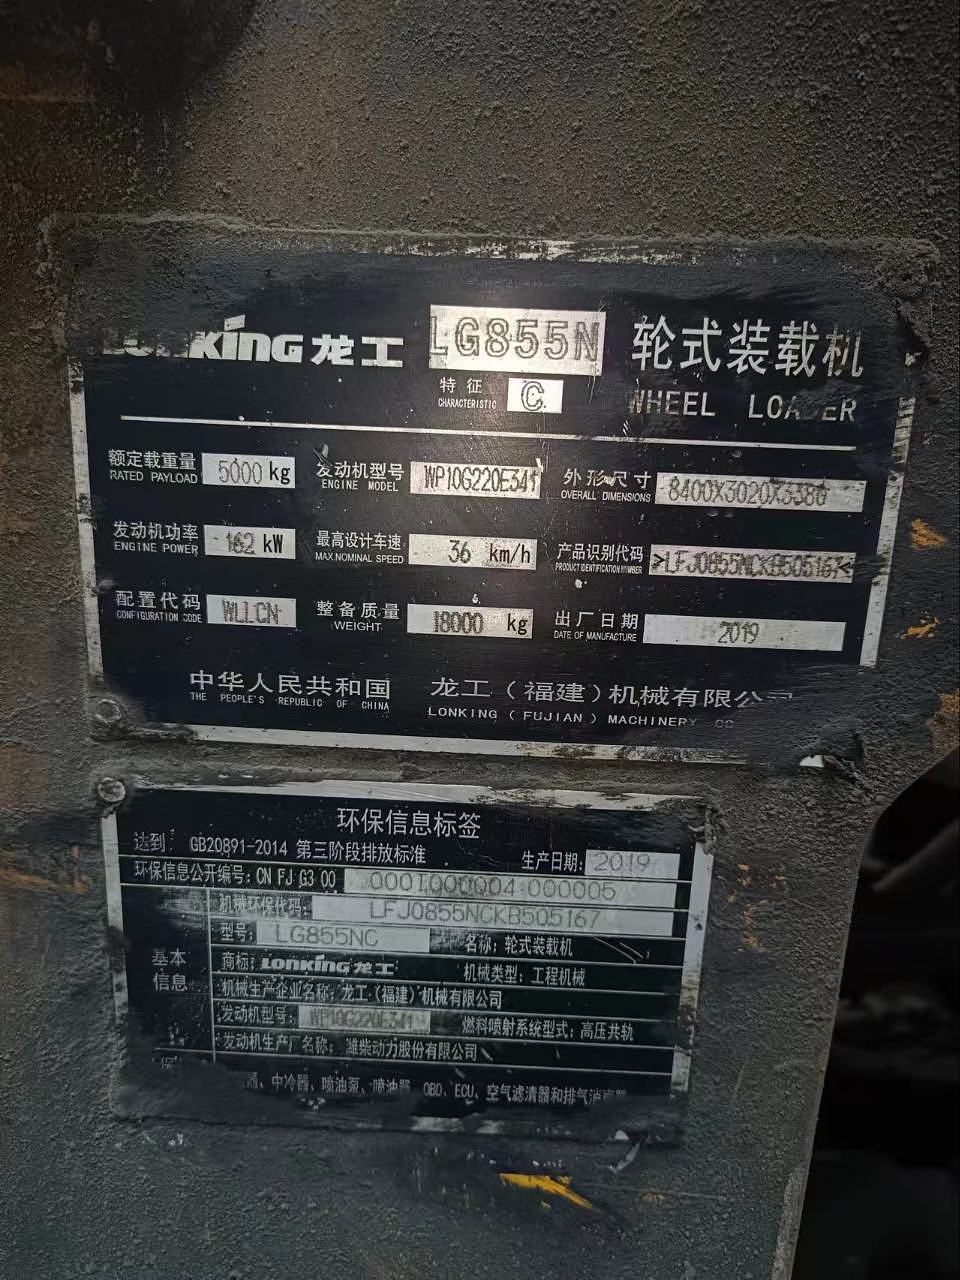 LONKING 龙工 LG855N 轮式装载机
特征 CHARACTERISTIC C WHEEL LOADER
额定载重量 RATED PAYLOAD 5000 kg 发动机型号 ENGINE MODEL WP10G220E341 外形尺寸 OVERALL DIMENSIONS 8400X3020X3380
发动机功率 ENGINE POWER 162 kW 最高设计车速 MAX.NOMINAL SPEED 36 km/h 产品识别代码 PRODUCT IDENTIFICATION NUMBER >LFJ0855NCKB505167<
配置代码 CONFIGURATION CODE WLLCN 整备质量 WEIGHT 18000 kg 出厂日期 DATE OF MANUFACTURE 2019
中华人民共和国 龙工（福建）机械有限公司
THE PEOPLE'S REPUBLIC OF CHINA LONKING ( FUJIAN ) MACHINERY CO
环保信息标签
达到: GB20891-2014 第三阶段排放标准 生产日期: 2019
环保信息公开编号: CN FJ G3 00 0001000004 000005
机械环保代码: LFJ0855NCKB505167
型号: LG855NC 名称: 轮式装载机
基本信息
商标: LONKING 龙工 机械类型: 工程机械
机械生产企业名称: 龙工（福建）机械有限公司
发动机型号: WP10G220E341 燃料喷射系统型式: 高压共轨
发动机生产厂名称: 潍柴动力股份有限公司
、中冷器、喷油泵、喷油器、OBD、ECU、空气滤清器和排气消声器